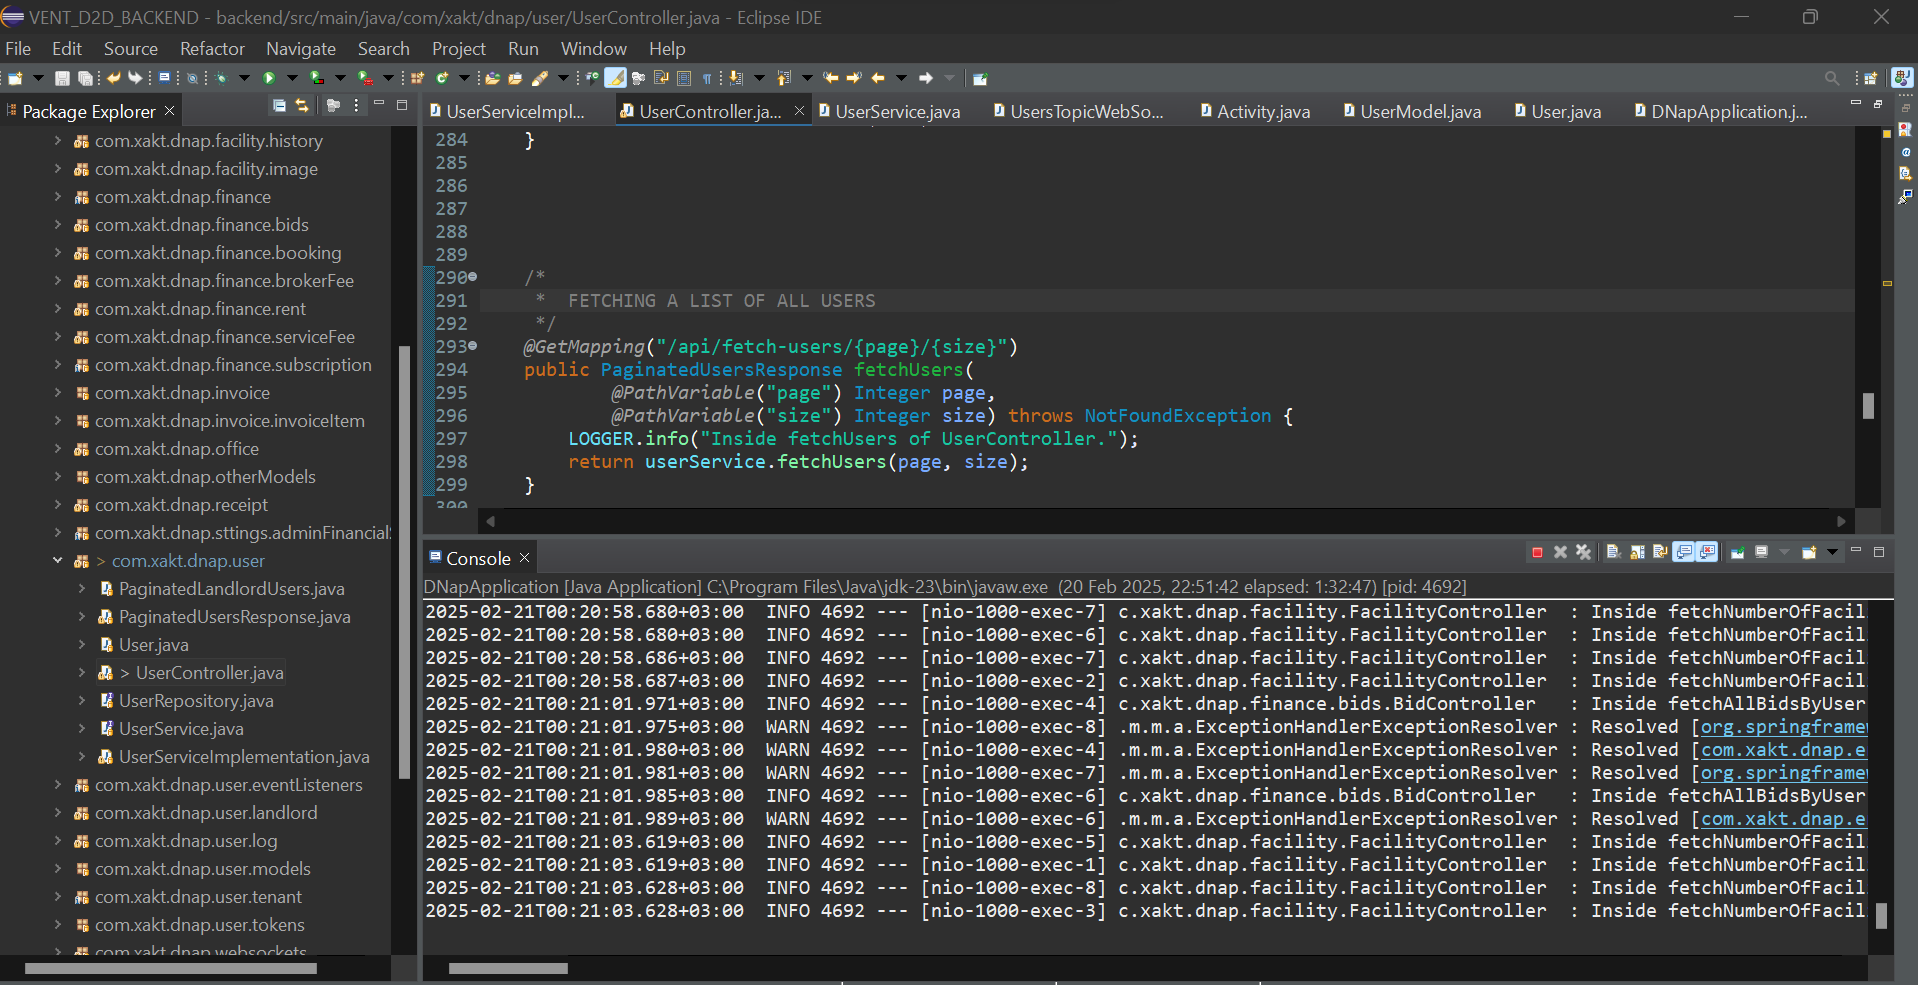 VENT_D2D_BACKEND - backend/src/main/java/com/xakt/dnap/user/UserController.java - Eclipse IDE
File Edit Source Refactor Navigate Search Project Run Window Help
Package Explorer
com.xakt.dnap.facility.history
com.xakt.dnap.facility.image
com.xakt.dnap.finance
com.xakt.dnap.finance.bids
com.xakt.dnap.finance.booking
com.xakt.dnap.finance.brokerFee
com.xakt.dnap.finance.rent
com.xakt.dnap.finance.serviceFee
com.xakt.dnap.finance.subscription
com.xakt.dnap.invoice
com.xakt.dnap.invoice.invoiceItem
com.xakt.dnap.office
com.xakt.dnap.otherModels
com.xakt.dnap.receipt
com.xakt.dnap.sttings.adminFinancial
> com.xakt.dnap.user
PaginatedLandlordUsers.java
PaginatedUsersResponse.java
User.java
> UserController.java
UserRepository.java
UserService.java
UserServiceImplementation.java
com.xakt.dnap.user.eventListeners
com.xakt.dnap.user.landlord
com.xakt.dnap.user.log
com.xakt.dnap.user.models
com.xakt.dnap.user.tenant
com.xakt.dnap.user.tokens
com.xakt.dnap.websockets
UserServiceImpl... UserController.ja... UserService.java UsersTopicWebSo... Activity.java UserModel.java User.java DNapApplication.j...
284 }
285
286
287
288
289
290 /*
291 * FETCHING A LIST OF ALL USERS
292 */
293 @GetMapping("/api/fetch-users/{page}/{size}")
294 public PaginatedUsersResponse fetchUsers(
295 @PathVariable("page") Integer page,
296 @PathVariable("size") Integer size) throws NotFoundException {
297 LOGGER.info("Inside fetchUsers of UserController.");
298 return userService.fetchUsers(page, size);
299 }
300
Console
DNapApplication [Java Application] C:\Program Files\Java\jdk-23\bin\javaw.exe (20 Feb 2025, 22:51:42 elapsed: 1:32:47) [pid: 4692]
2025-02-21T00:20:58.680+03:00 INFO 4692 --- [nio-1000-exec-7] c.xakt.dnap.facility.FacilityController : Inside fetchNumberOfFacil
2025-02-21T00:20:58.680+03:00 INFO 4692 --- [nio-1000-exec-6] c.xakt.dnap.facility.FacilityController : Inside fetchNumberOfFacil
2025-02-21T00:20:58.686+03:00 INFO 4692 --- [nio-1000-exec-7] c.xakt.dnap.facility.FacilityController : Inside fetchNumberOfFacil
2025-02-21T00:20:58.687+03:00 INFO 4692 --- [nio-1000-exec-2] c.xakt.dnap.facility.FacilityController : Inside fetchNumberOfFacil
2025-02-21T00:21:01.971+03:00 INFO 4692 --- [nio-1000-exec-4] c.xakt.dnap.finance.bids.BidController : Inside fetchAllBidsByUser
2025-02-21T00:21:01.975+03:00 WARN 4692 --- [nio-1000-exec-8] .m.m.a.ExceptionHandlerExceptionResolver : Resolved [org.springframe
2025-02-21T00:21:01.980+03:00 WARN 4692 --- [nio-1000-exec-4] .m.m.a.ExceptionHandlerExceptionResolver : Resolved [com.xakt.dnap.e
2025-02-21T00:21:01.981+03:00 WARN 4692 --- [nio-1000-exec-7] .m.m.a.ExceptionHandlerExceptionResolver : Resolved [org.springframe
2025-02-21T00:21:01.985+03:00 INFO 4692 --- [nio-1000-exec-6] c.xakt.dnap.finance.bids.BidController : Inside fetchAllBidsByUser
2025-02-21T00:21:01.989+03:00 WARN 4692 --- [nio-1000-exec-6] .m.m.a.ExceptionHandlerExceptionResolver : Resolved [com.xakt.dnap.e
2025-02-21T00:21:03.619+03:00 INFO 4692 --- [nio-1000-exec-5] c.xakt.dnap.facility.FacilityController : Inside fetchNumberOfFacil
2025-02-21T00:21:03.619+03:00 INFO 4692 --- [nio-1000-exec-1] c.xakt.dnap.facility.FacilityController : Inside fetchNumberOfFacil
2025-02-21T00:21:03.628+03:00 INFO 4692 --- [nio-1000-exec-8] c.xakt.dnap.facility.FacilityController : Inside fetchNumberOfFacil
2025-02-21T00:21:03.628+03:00 INFO 4692 --- [nio-1000-exec-3] c.xakt.dnap.facility.FacilityController : Inside fetchNumberOfFacil